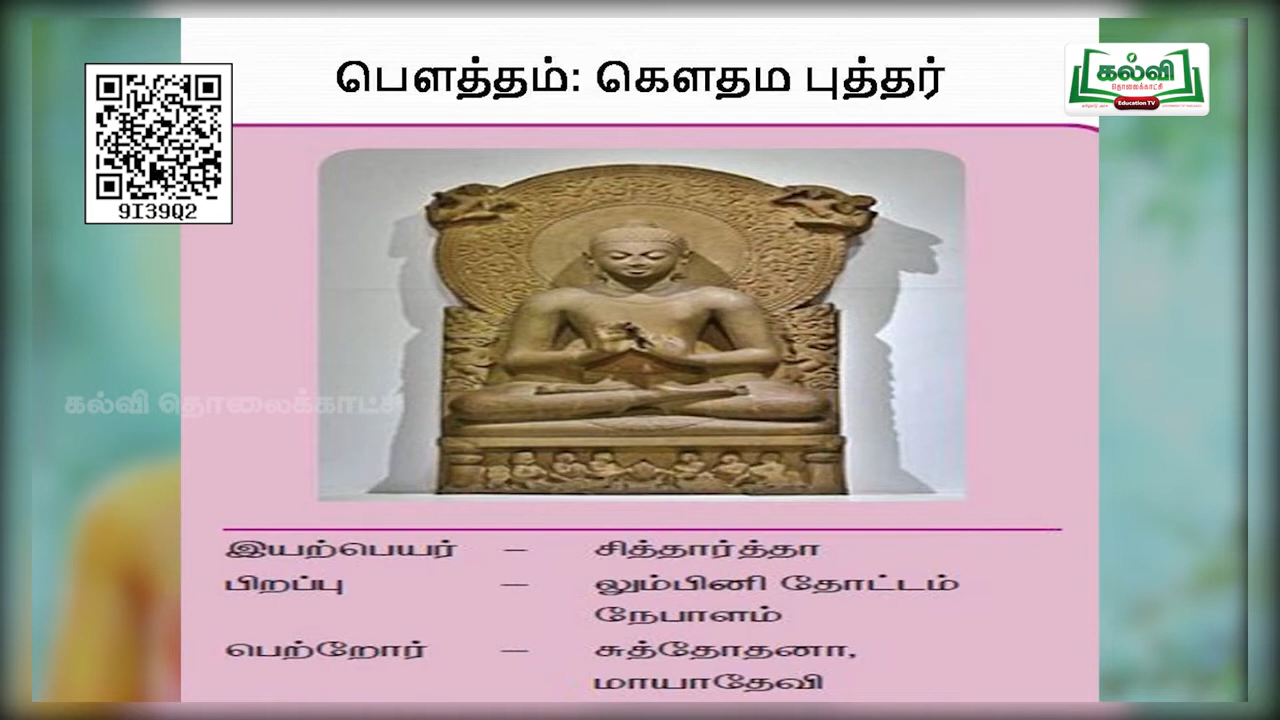 பௌத்தம்: கௌதம புத்தர்
கல்வி
தொலைக்காட்சி
Education TV
9I39Q2
கல்வி தொலைக்காட்சி
இயற்பெயர் – சித்தார்த்தா
பிறப்பு – லும்பினி தோட்டம்
நேபாளம்
பெற்றோர் – சுத்தோதனா,
மாயாதேவி